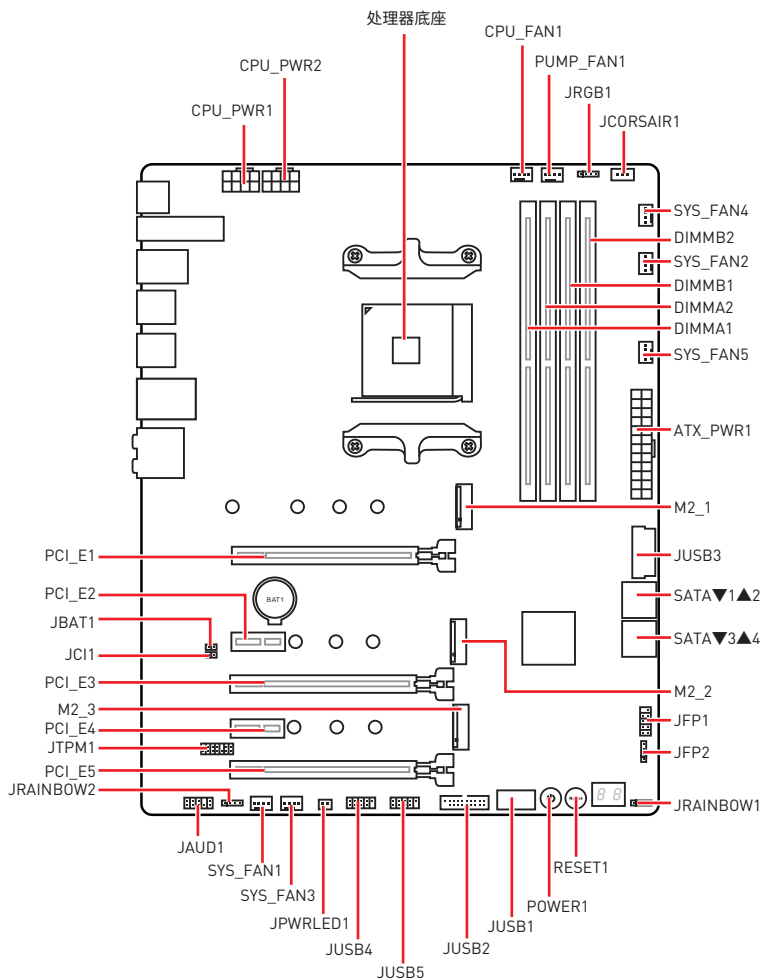 处理器底座
CPU_FAN1
CPU_PWR2
PUMP_FAN1
JRGB1
CPU_PWR1
JCORSAIR1
SYS_FAN4
DIMMB2
SYS_FAN2
DIMMB1
DIMMA2
DIMMA1
SYS_FAN5
ATX_PWR1
M2_1
PCI_E1
JUSB3
PCI_E2
BAT1
SATA▼1▲2
JBAT1
SATA▼3▲4
JCI1
PCI_E3
M2_2
M2_3
JFP1
PCI_E4
JTPM1
JFP2
PCI_E5
JRAINBOW2
8 8
JRAINBOW1
JAUD1
RESET1
SYS_FAN1
SYS_FAN3
POWER1
JPWRLED1
JUSB1
JUSB4
JUSB2
JUSB5